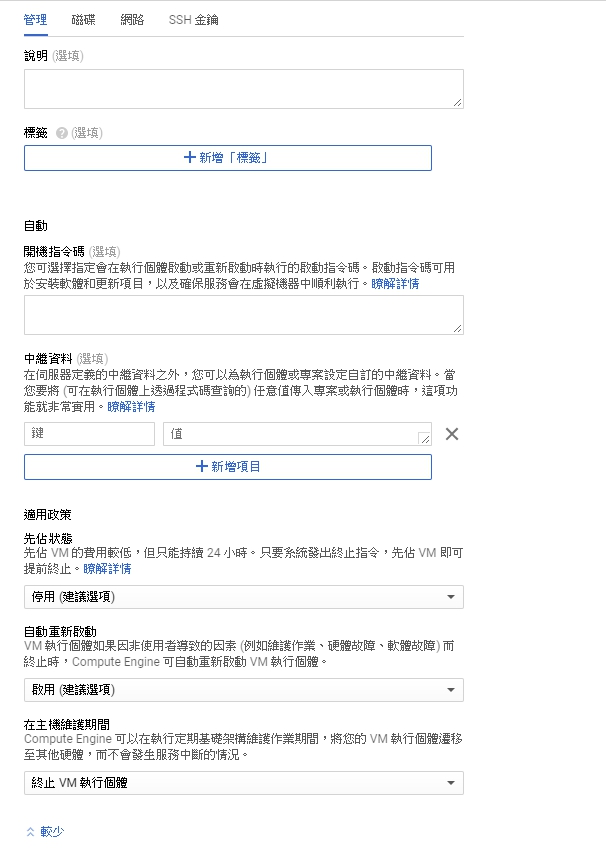 管理 磁碟 網路 SSH 金鑰
說明 (選填)
標籤 ? (選填)
+ 新增「標籤」
自動
開機指令碼 (選填)
您可選擇指定會在執行個體啟動或重新啟動時執行的啟動指令碼。啟動指令碼可用
於安裝軟體和更新項目，以及確保服務會在虛擬機器中順利執行。瞭解詳情
中繼資料 (選填)
在伺服器定義的中繼資料之外，您可以為執行個體或專案設定自訂的中繼資料。當
您要將 (可在執行個體上透過程式碼查詢的) 任意值傳入專案或執行個體時，這項功
能就非常實用。瞭解詳情
鍵 值
+ 新增項目
適用政策
先佔狀態
先佔 VM 的費用較低，但只能持續 24 小時。只要系統發出終止指令，先佔 VM 即可
提前終止。瞭解詳情
停用 (建議選項)
自動重新啟動
VM 執行個體如果因非使用者導致的因素 (例如維護作業、硬體故障、軟體故障) 而
終止時，Compute Engine 可自動重新啟動 VM 執行個體。
啟用 (建議選項)
在主機維護期間
Compute Engine 可以在執行定期基礎架構維護作業期間，將您的 VM 執行個體遷移
至其他硬體，而不會發生服務中斷的情況。
終止 VM 執行個體
較少